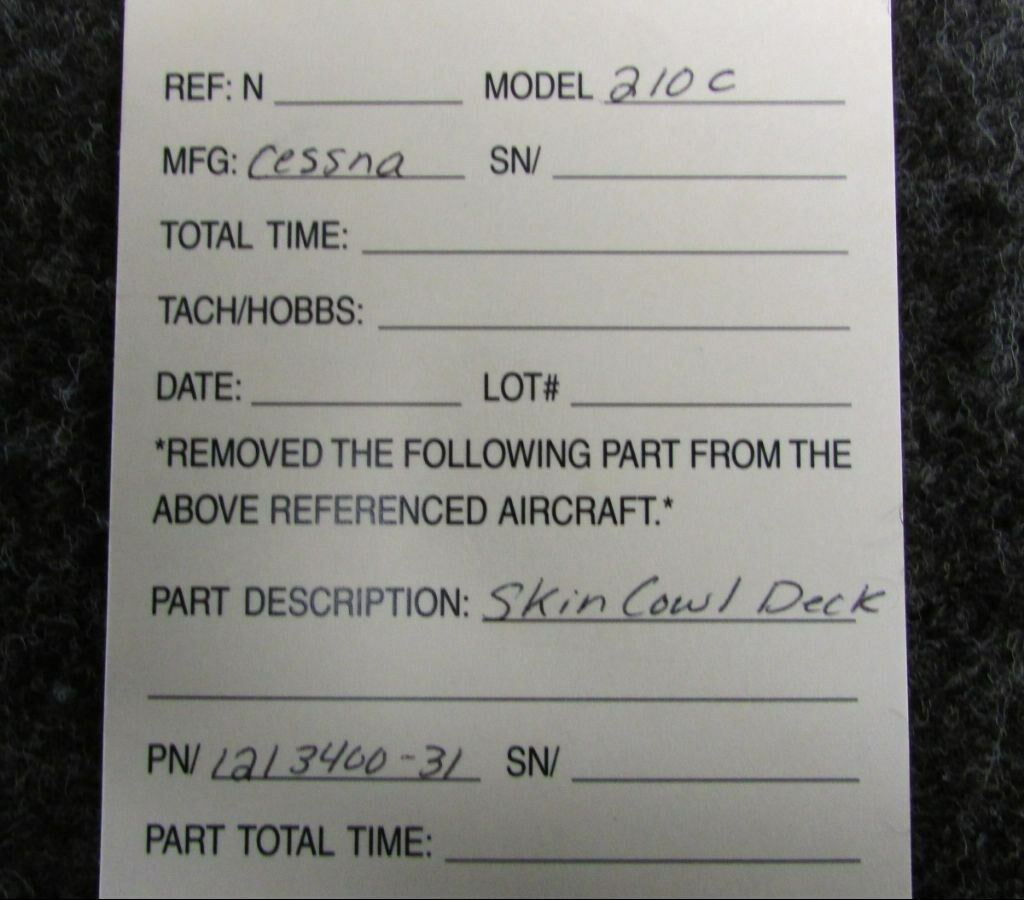 REF: N MODEL 210C
MFG: Cessna SN/
TOTAL TIME:
TACH/HOBBS:
DATE: LOT#
*REMOVED THE FOLLOWING PART FROM THE
ABOVE REFERENCED AIRCRAFT.*
PART DESCRIPTION: Skin Cowl Deck
PN/ 1213400-31 SN/
PART TOTAL TIME: